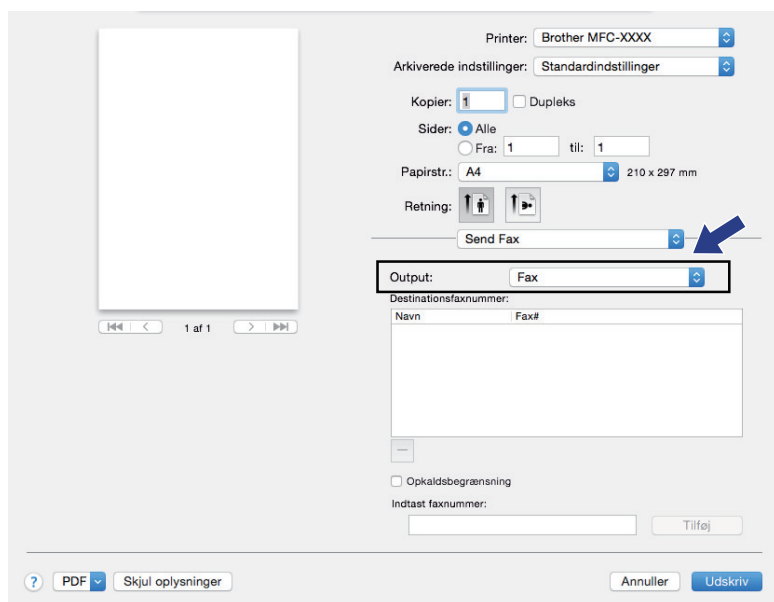 Printer: Brother MFC-XXXX
Arkiverede indstillinger: Standardindstillinger
Kopier: 1 Dupleks
Sider: Alle
Fra: 1 til: 1
Papirstr.: A4 210 x 297 mm
Retning:
Send Fax
Output: Fax
Destinationsfaxnummer:
Navn Fax#
1 af 1
Opkaldsbegrænsning
Indtast faxnummer:
Tilføj
? PDF Skjul oplysninger Annuller Udskriv